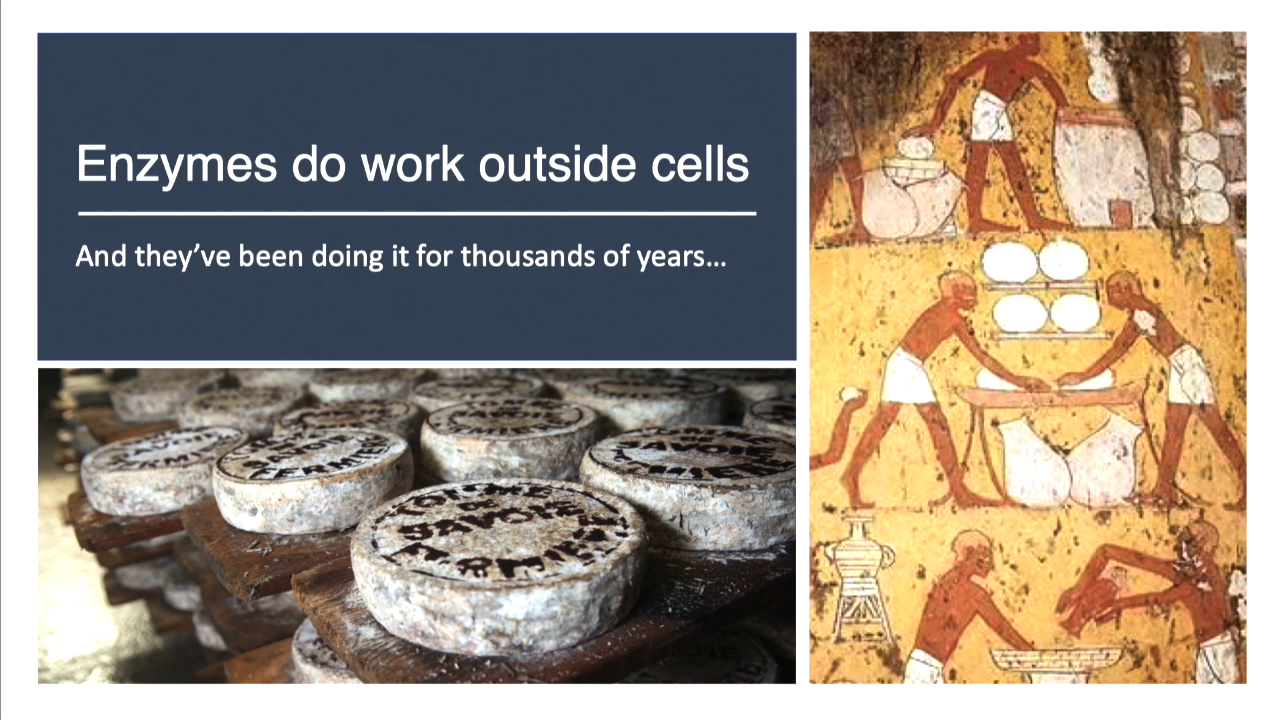 Enzymes do work outside cells
And they've been doing it for thousands of years...
TOMME
DE
SAVOIE
FERMIER